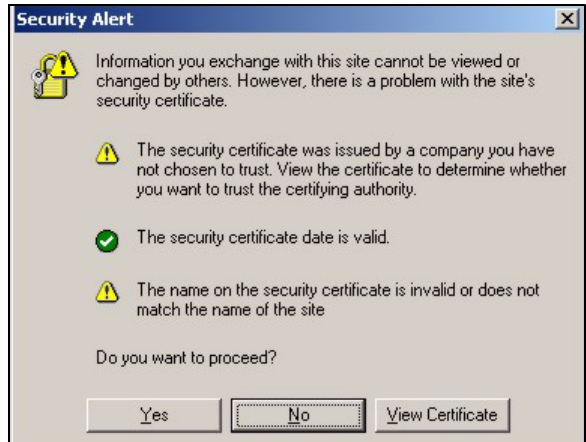 Security Alert
Information you exchange with this site cannot be viewed or
changed by others. However, there is a problem with the site's
security certificate.
The security certificate was issued by a company you have
not chosen to trust. View the certificate to determine whether
you want to trust the certifying authority.
The security certificate date is valid.
The name on the security certificate is invalid or does not
match the name of the site
Do you want to proceed?
Yes No View Certificate